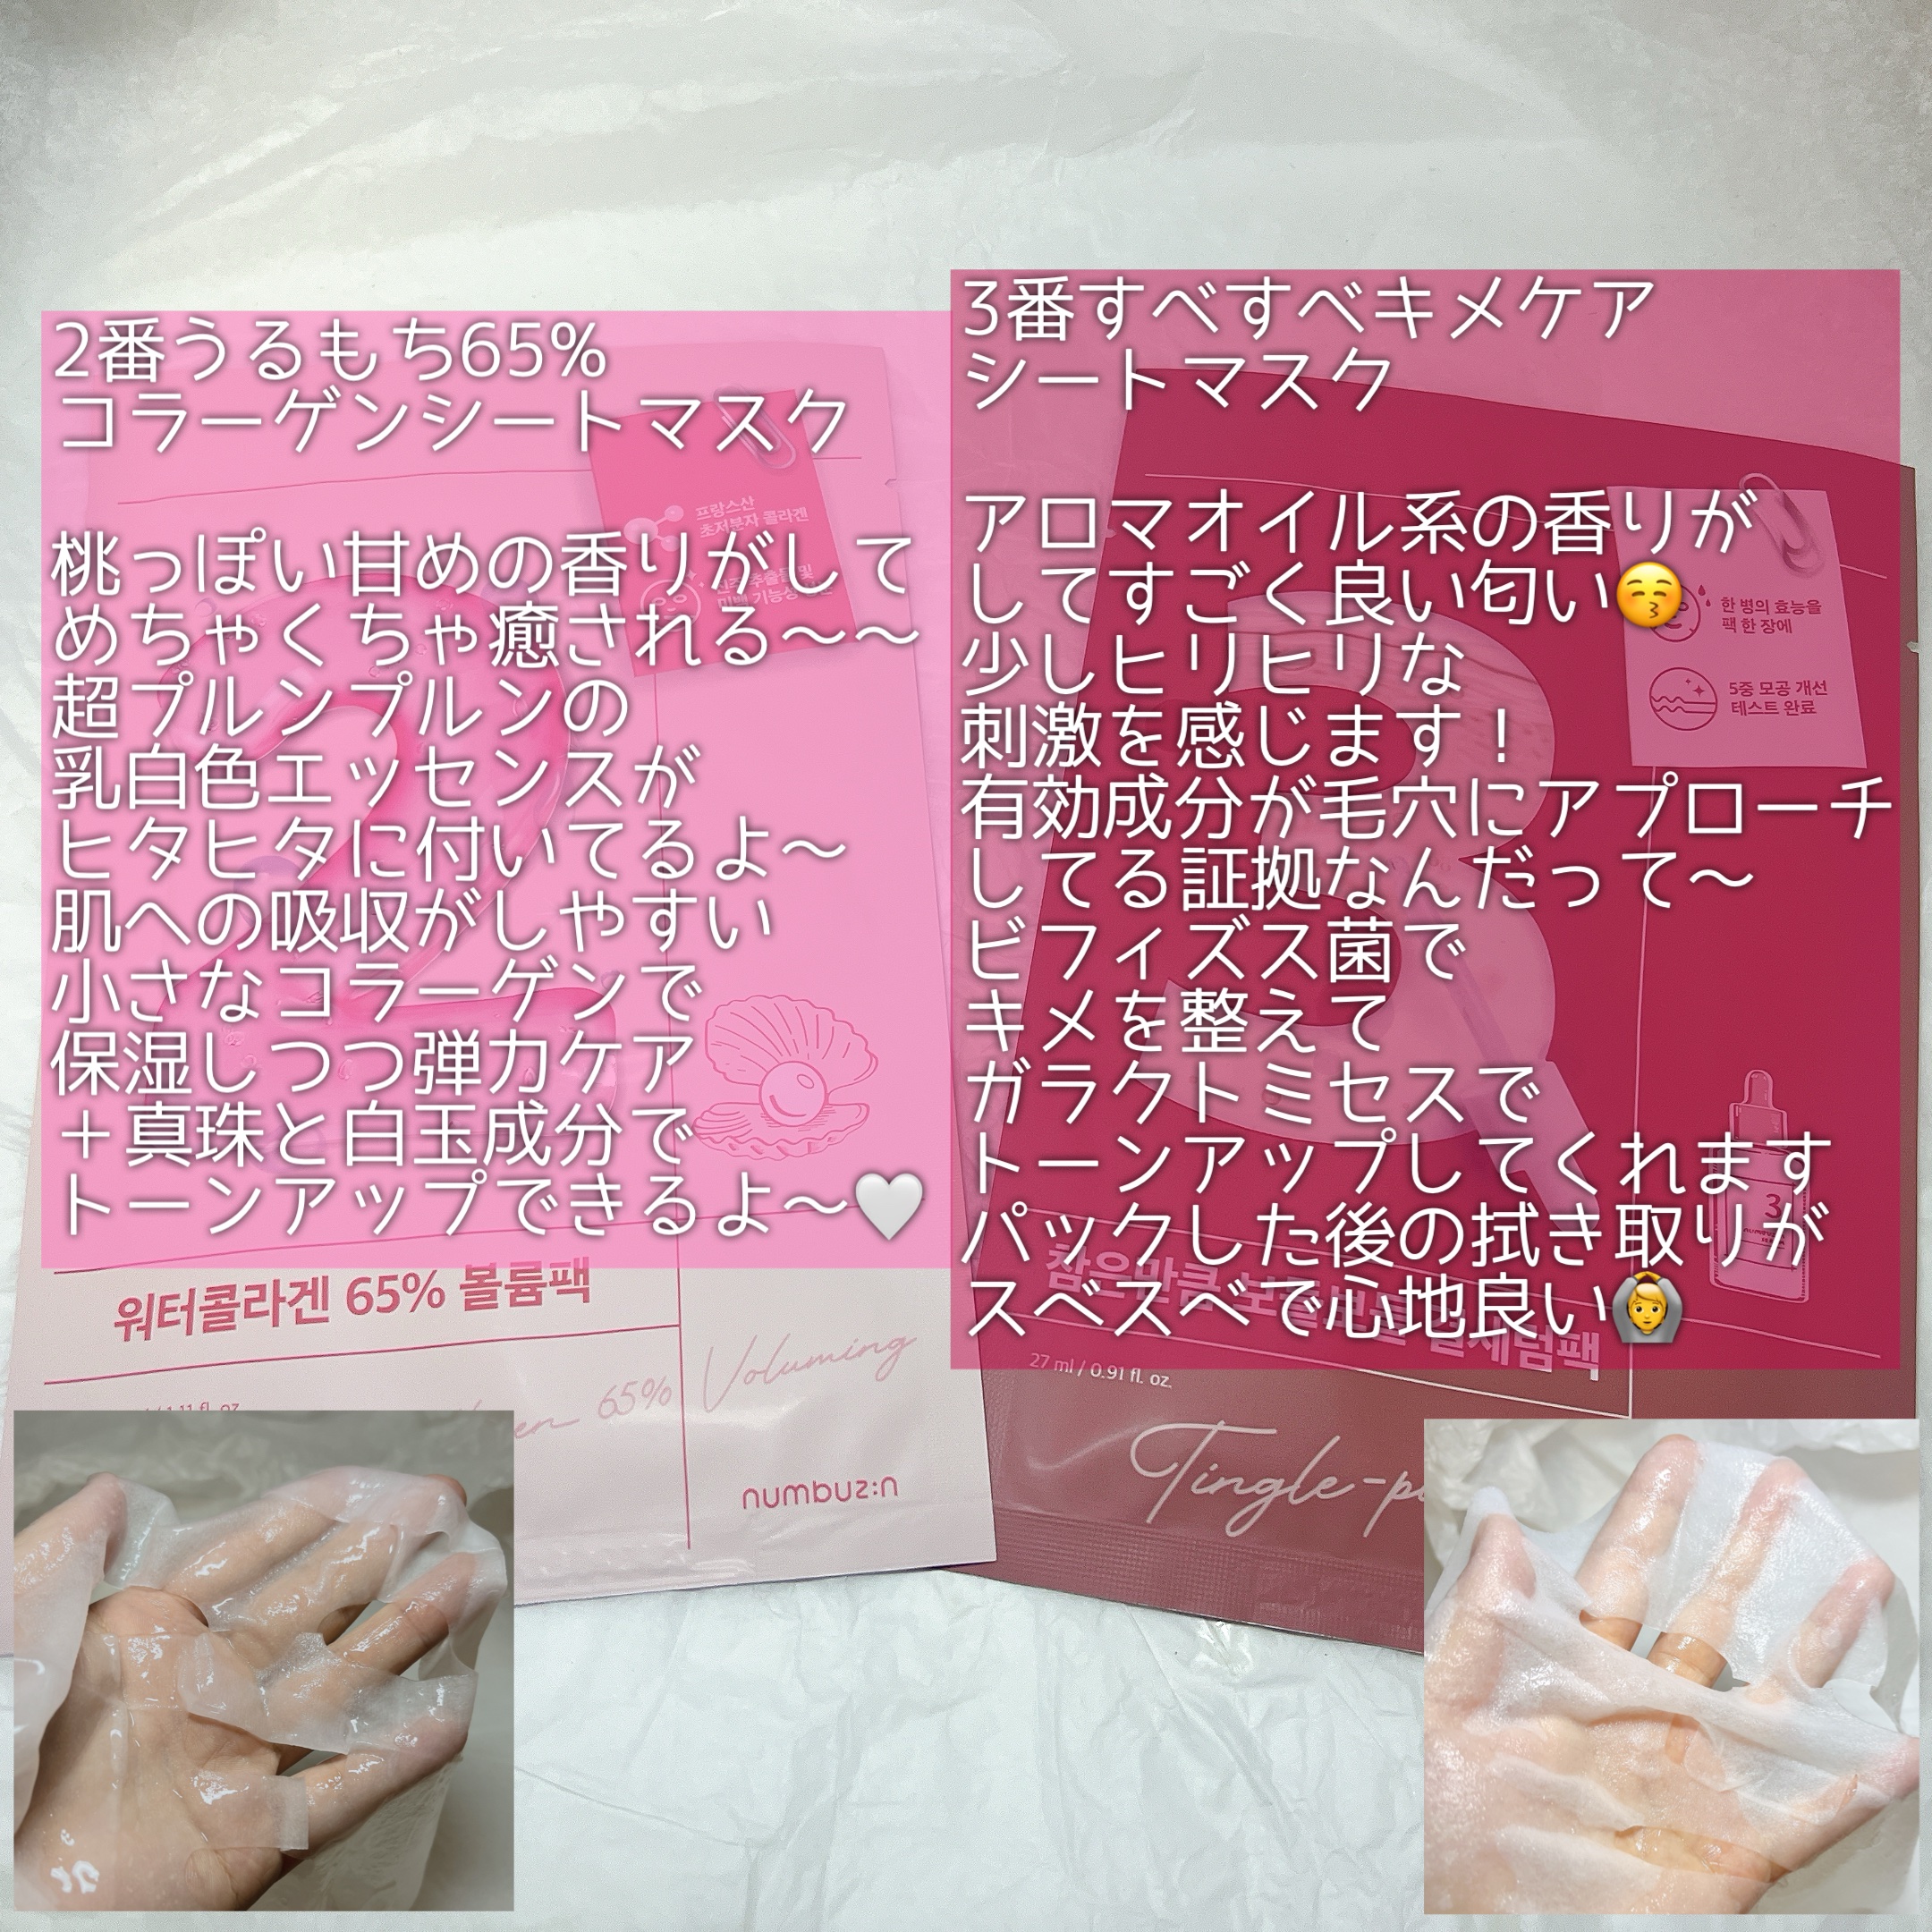 2番うるもち65%
コラーゲンシートマスク
桃っぽい甘めの香りがして
めちゃくちゃ癒される〜〜
超プルンプルンの
乳白色エッセンスが
ヒタヒタに付いてるよ〜
肌への吸収がしやすい
小さなコラーゲンで
保湿しつつ弾力ケア
＋真珠と白玉成分で
トーンアップできるよ〜🤍
3番すべすべキメケア
シートマスク
アロマオイル系の香りが
してすごく良い匂い😚
少しヒリヒリな
刺激を感じます！
有効成分が毛穴にアプローチ
してる証拠なんだって〜
ビフィズス菌で
キメを整えて
ガラクトミセスで
トーンアップしてくれます
パックした後の拭き取りが
スベスベで心地良い🙆
프랑스산
초저분자 콜라겐
워터콜라겐 65% 볼륨팩
65% Voluming
numbuz:n
한 병의 효능을
팩 한 장에
5중 모공 개선
테스트 완료
3
27 ml / 0.91 fl. oz.
Tingle-p